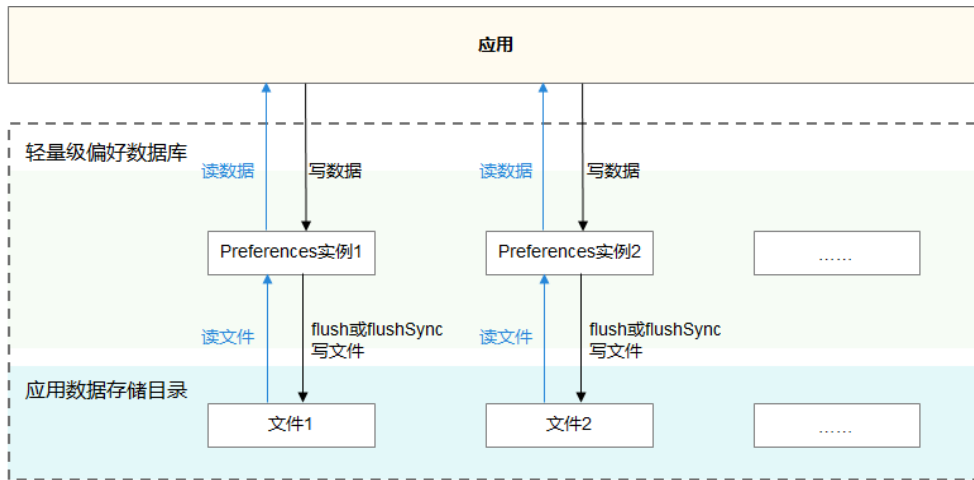 应用
轻量级偏好数据库
读数据
写数据
读数据
写数据
Preferences实例1
Preferences实例2
……
读文件
flush或flushSync
写文件
读文件
flush或flushSync
写文件
应用数据存储目录
文件1
文件2
……